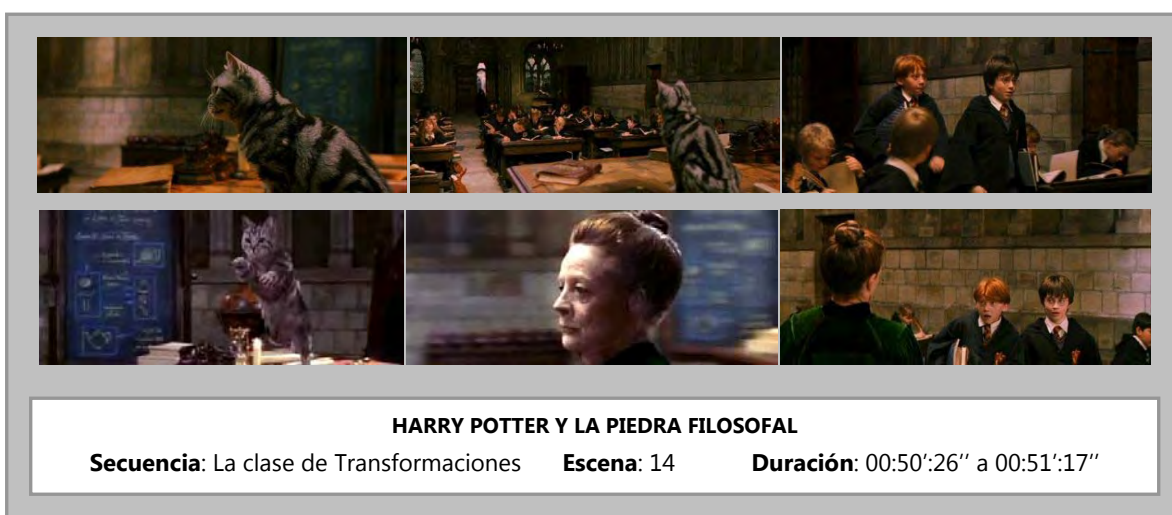 HARRY POTTER Y LA PIEDRA FILOSOFAL
Secuencia: La clase de Transformaciones Escena: 14 Duración: 00:50':26'' a 00:51':17''